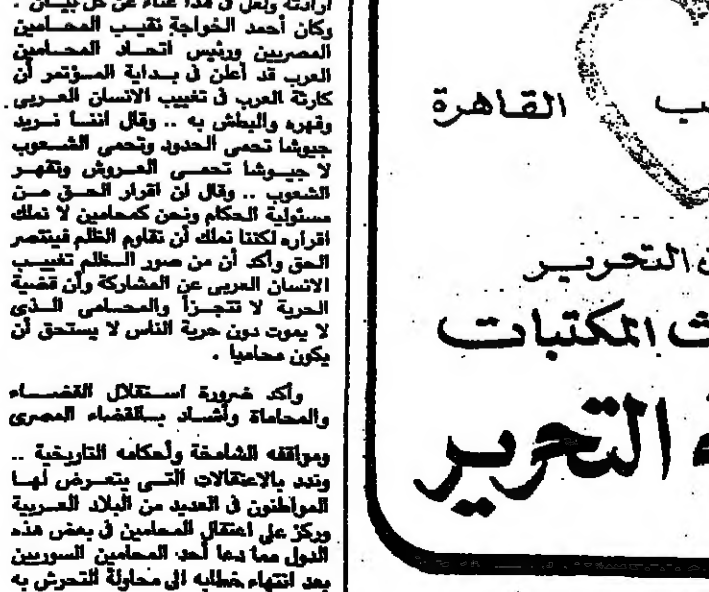 ارادته ولعل في هذا غناء عن كل بيان .
وكان أحمد الخواجة نقيب المحامين
المصريين ورئيس اتحاد المحامين
العرب قد أعلن في بداية المؤتمر أن
كارثة العرب في تغييب الانسان العربى
وقهره والبطش به .. وقال اننا نريد
جيوشا تحمى الحدود وتحمى الشعوب
لا جيوشا تحمى العروش وتقهر
الشعوب .. وقال ان اقرار الحق من
مسئولية الحكام ونحن كمحامين لا نملك
اقراره لكننا نملك أن نقاوم الظلم فينتصر
الحق وأكد أن من صور الظلم تغييب
الانسان العربى عن المشاركة وأن قضية
الحرية لا تتجزأ والمحامى الذى
لا يموت دون حرية الناس لا يستحق أن
يكون محاميا .
وأكد ضرورة استقلال القضاء
والمحاماة وأشاد بالقضاء المصرى
ومواقفه الشامخة وأحكامه التاريخية ..
وندد بالاعتقالات التى يتعرض لها
المواطنون في العديد من البلاد العربية
وركز على اعتقال المحامين في بعض هذه
الدول مما دعا أحد المحامين السوريين
بعد انتهاء خطابه الى محاولة التحرش به
القاهرة
التحرير
المكتبات
التحرير